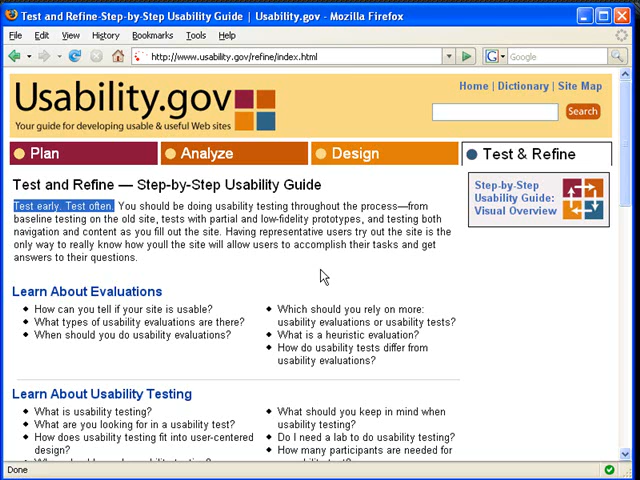 Test and Refine-Step-by-Step Usability Guide | Usability.gov - Mozilla Firefox
File Edit View History Bookmarks Tools Help
http://www.usability.gov/refine/index.html
Google
Home | Dictionary | Site Map
Usability.gov
Your guide for developing usable & useful Web sites
Search
Plan Analyze Design Test & Refine
Test and Refine — Step-by-Step Usability Guide
Test early. Test often. You should be doing usability testing throughout the process—from
baseline testing on the old site, tests with partial and low-fidelity prototypes, and testing both
navigation and content as you fill out the site. Having representative users try out the site is the
only way to really know how youll the site will allow users to accomplish their tasks and get
answers to their questions.
Step-by-Step
Usability Guide:
Visual Overview
Learn About Evaluations
How can you tell if your site is usable?
What types of usability evaluations are there?
When should you do usability evaluations?
Which should you rely on more:
usability evaluations or usability tests?
What is a heuristic evaluation?
How do usability tests differ from
usability evaluations?
Learn About Usability Testing
What is usability testing?
What are you looking for in a usability test?
How does usability testing fit into user-centered
design?
What should you keep in mind when
usability testing?
Do I need a lab to do usability testing?
How many participants are needed for
Done